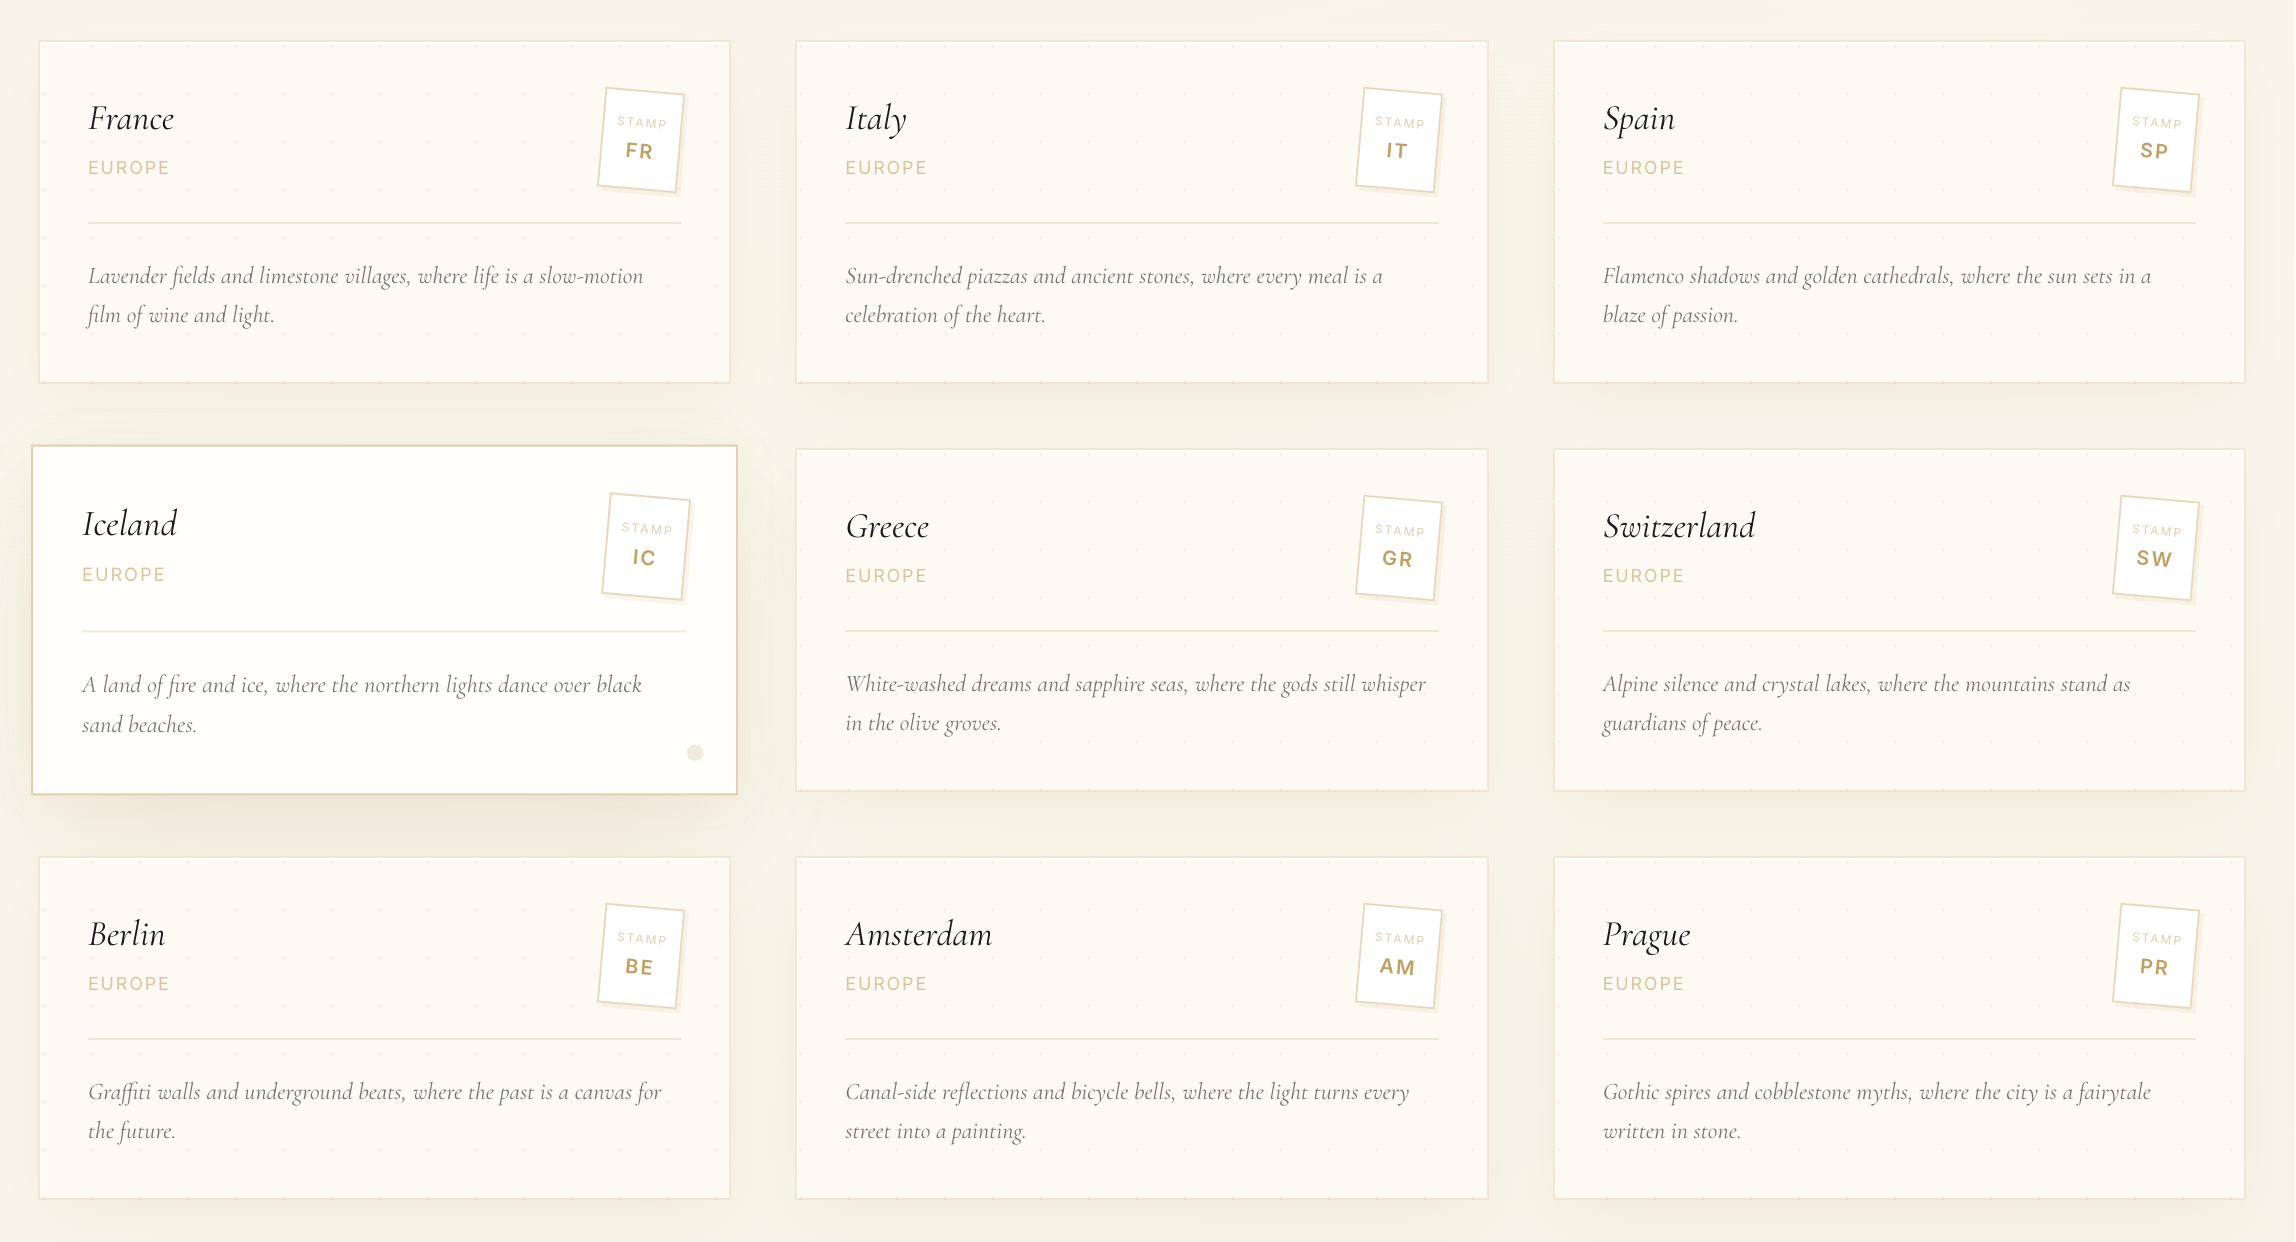 France
STAMP
FR
EUROPE
Lavender fields and limestone villages, where life is a slow-motion
film of wine and light.
Italy
STAMP
IT
EUROPE
Sun-drenched piazzas and ancient stones, where every meal is a
celebration of the heart.
Spain
STAMP
SP
EUROPE
Flamenco shadows and golden cathedrals, where the sun sets in a
blaze of passion.
Iceland
STAMP
IC
EUROPE
A land of fire and ice, where the northern lights dance over black
sand beaches.
Greece
STAMP
GR
EUROPE
White-washed dreams and sapphire seas, where the gods still whisper
in the olive groves.
Switzerland
STAMP
SW
EUROPE
Alpine silence and crystal lakes, where the mountains stand as
guardians of peace.
Berlin
STAMP
BE
EUROPE
Graffiti walls and underground beats, where the past is a canvas for
the future.
Amsterdam
STAMP
AM
EUROPE
Canal-side reflections and bicycle bells, where the light turns every
street into a painting.
Prague
STAMP
PR
EUROPE
Gothic spires and cobblestone myths, where the city is a fairytale
written in stone.